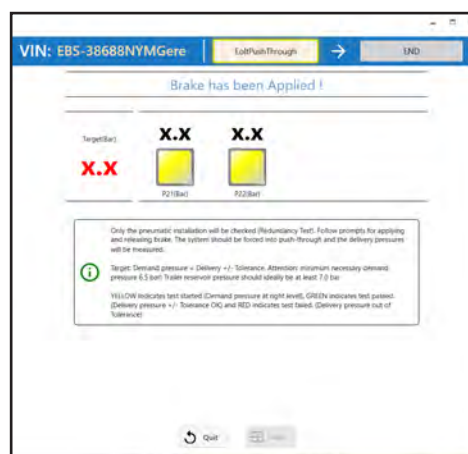 VIN: EBS-38688NYMGere EoltPushThrough → END
Brake has been Applied !
Target(Bar)
x.x x.x x.x
P21(Bar) P22(Bar)
Only the pneumatic installation will be checked (Redundancy Test). Follow prompts for applying
and releasing Brake. The system should be forced into push-through and the delivery pressures
will be measured.
Target: Demand pressure = Delivery +/- Tolerance. Attention: minimum necessary demand
pressure 6.5 bar! Trailer reservoir pressure should ideally be at least 7.0 bar
YELLOW indicates test started (Demand pressure at right level), GREEN indicates test passed.
(Delivery pressure +/- Tolerance OK) and RED indicates test failed. (Delivery pressure out of
Tolerance)
Quit